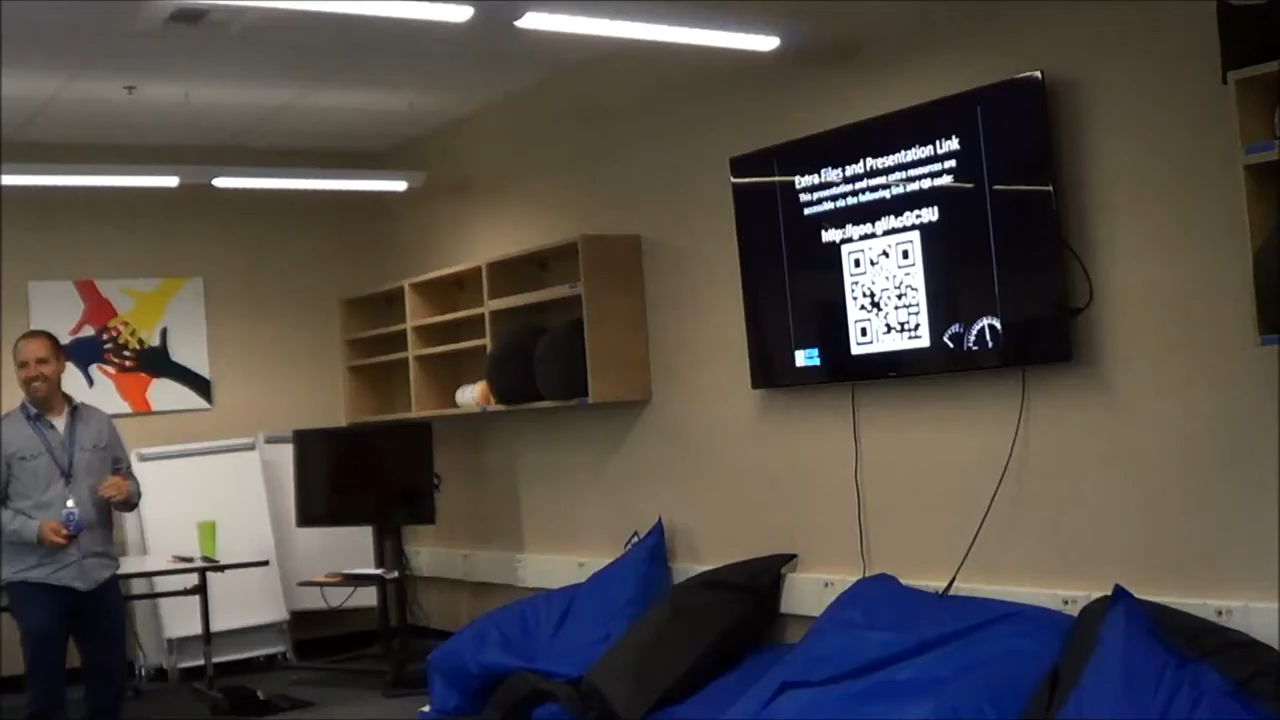 Extra Files and Presentation Link
This presentation and some extra resources are
accessible via the following link and QR code:
http://goo.gl/AcGCSU